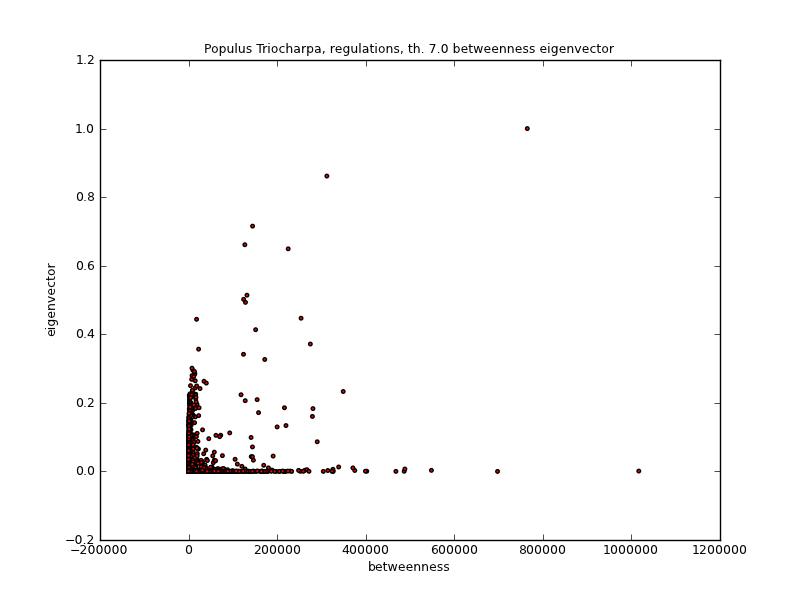 Populus Triocharpa, regulations, th. 7.0 betweenness eigenvector
1.2
1.0
0.8
0.6
0.4
0.2
0.0
−0.2
eigenvector
−200000 0 200000 400000 600000 800000 1000000 1200000
betweenness